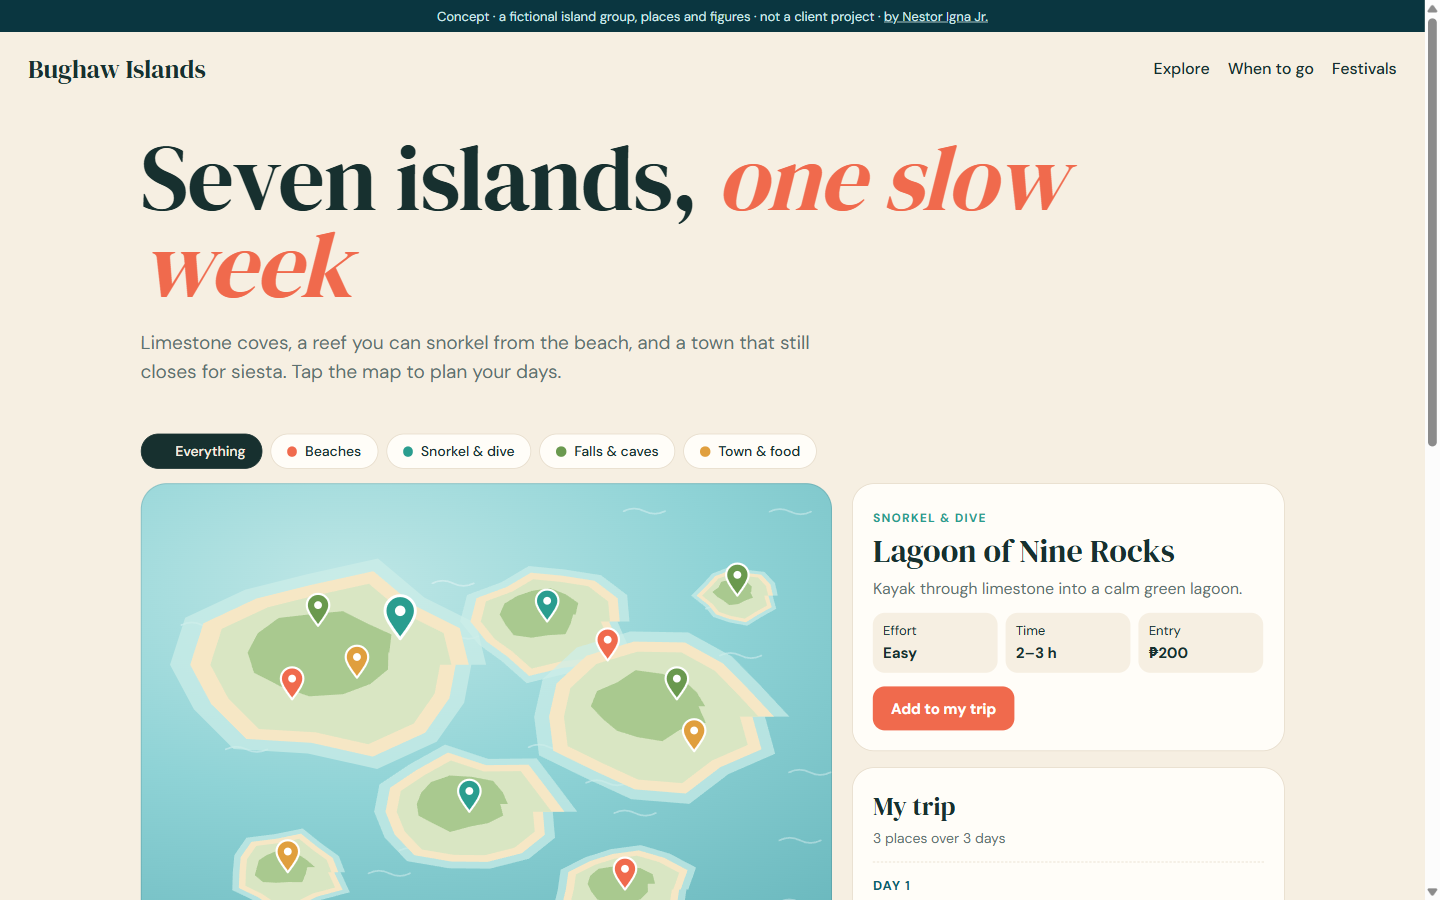 Concept · a fictional island group, places and figures · not a client project · by Nestor Igna Jr.
Bughaw Islands
Explore
When to go
Festivals
Seven islands, one slow
week
Limestone coves, a reef you can snorkel from the beach, and a town that still
closes for siesta. Tap the map to plan your days.
Everything
Beaches
Snorkel & dive
Falls & caves
Town & food
SNORKEL & DIVE
Lagoon of Nine Rocks
Kayak through limestone into a calm green lagoon.
Effort
Easy
Time
2–3 h
Entry
₱200
Add to my trip
My trip
3 places over 3 days
DAY 1